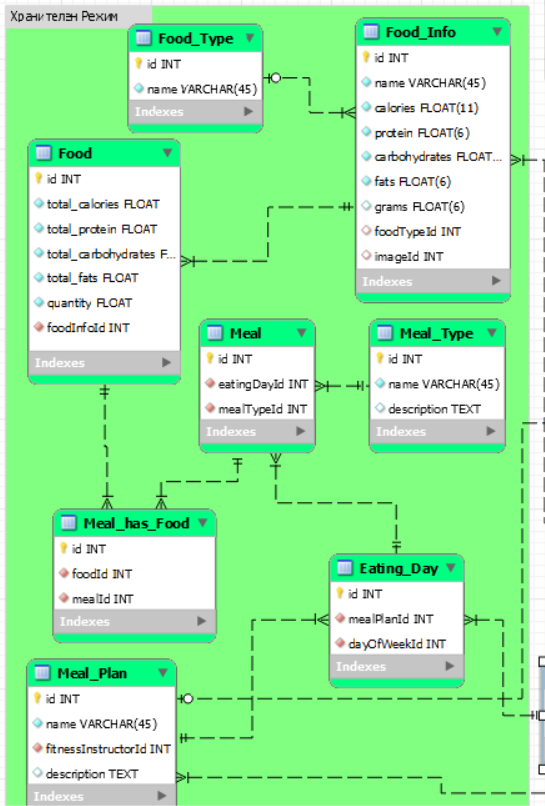 Хранителен Режим
Food_Type
id INT
name VARCHAR(45)
Indexes
Food_Info
id INT
name VARCHAR(45)
calories FLOAT(11)
protein FLOAT(6)
carbohydrates FLOAT...
fats FLOAT(6)
grams FLOAT(6)
foodTypeId INT
imageId INT
Indexes
Food
id INT
total_calories FLOAT
total_protein FLOAT
total_carbohydrates F...
total_fats FLOAT
quantity FLOAT
foodInfoId INT
Indexes
Meal
id INT
eatingDayId INT
mealTypeId INT
Indexes
Meal_Type
id INT
name VARCHAR(45)
description TEXT
Indexes
Meal_has_Food
id INT
foodId INT
mealId INT
Indexes
Eating_Day
id INT
mealPlanId INT
dayOfWeekId INT
Indexes
Meal_Plan
id INT
name VARCHAR(45)
fitnessInstructorId INT
description TEXT
Indexes